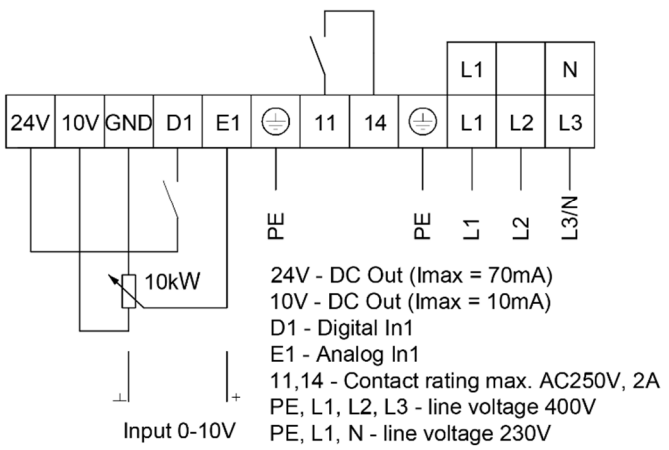 L1 N
24V 10V GND D1 E1 11 14 L1 L2 L3
PE PE L1 L2 L3/N
10kW
24V - DC Out (Imax = 70mA)
10V - DC Out (Imax = 10mA)
D1 - Digital In1
E1 - Analog In1
11,14 - Contact rating max. AC250V, 2A
PE, L1, L2, L3 - line voltage 400V
PE, L1, N - line voltage 230V
⊥ +
Input 0-10V